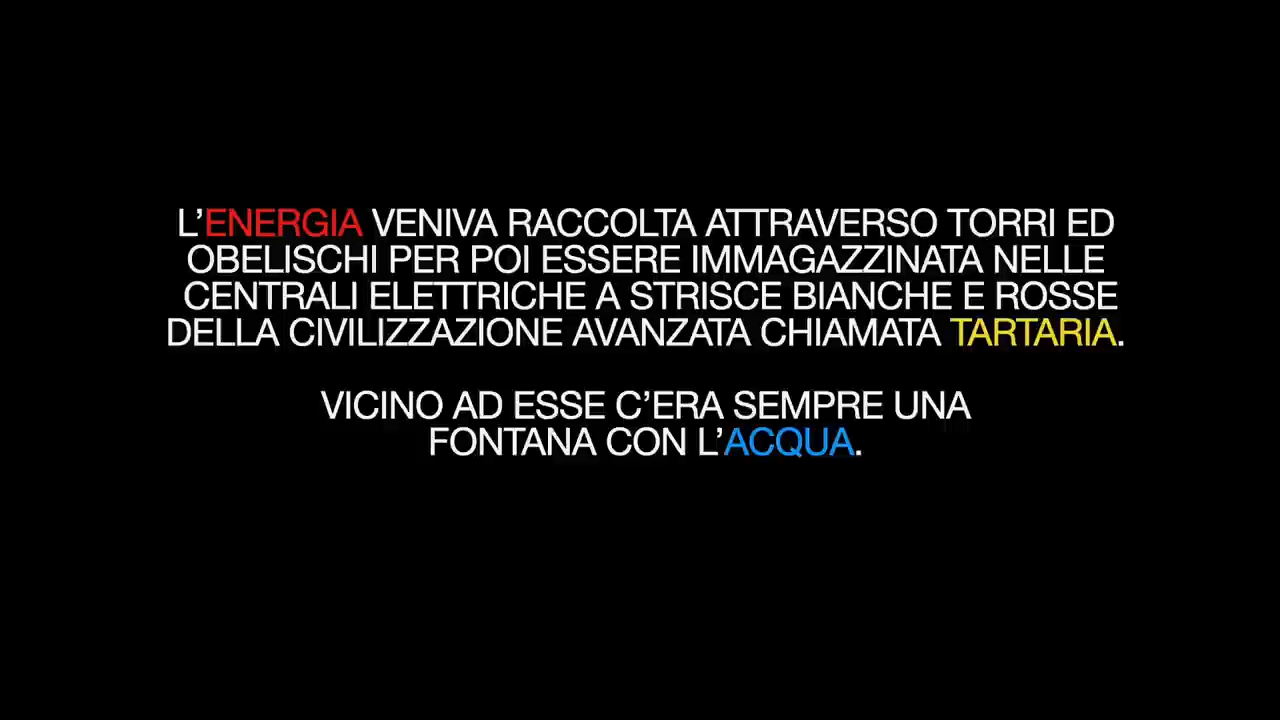 L’ENERGIA VENIVA RACCOLTA ATTRAVERSO TORRI ED
OBELISCHI PER POI ESSERE IMMAGAZZINATA NELLE
CENTRALI ELETTRICHE A STRISCE BIANCHE E ROSSE
DELLA CIVILIZZAZIONE AVANZATA CHIAMATA TARTARIA.
VICINO AD ESSE C’ERA SEMPRE UNA
FONTANA CON L’ACQUA.